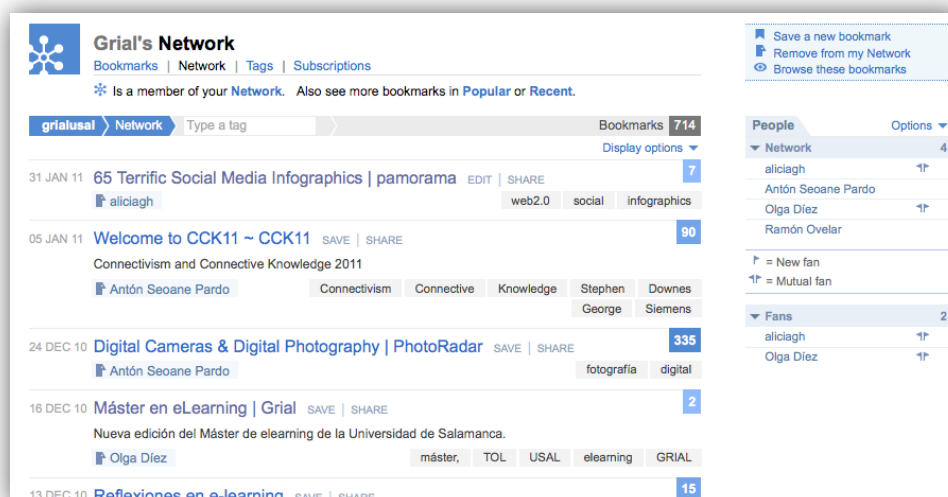 Grial's Network
Bookmarks | Network | Tags | Subscriptions
Is a member of your Network. Also see more bookmarks in Popular or Recent.
grialusal Network Type a tag Bookmarks 714
Display options
31 JAN 11 65 Terrific Social Media Infographics | pamorama EDIT | SHARE 7
aliciagh web2.0 social infographics
05 JAN 11 Welcome to CCK11 ~ CCK11 SAVE | SHARE 90
Connectivism and Connective Knowledge 2011
Antón Seoane Pardo Connectivism Connective Knowledge Stephen Downes
George Siemens
24 DEC 10 Digital Cameras & Digital Photography | PhotoRadar SAVE | SHARE 335
Antón Seoane Pardo fotografía digital
16 DEC 10 Máster en eLearning | Grial SAVE | SHARE 2
Nueva edición del Máster de elearning de la Universidad de Salamanca.
Olga Díez máster, TOL USAL elearning GRIAL
13 DEC 10 Reflexiones en e-learning SAVE | SHARE 15
Save a new bookmark
Remove from my Network
Browse these bookmarks
People Options
Network 4
aliciagh
Antón Seoane Pardo
Olga Díez
Ramón Ovelar
= New fan
= Mutual fan
Fans 2
aliciagh
Olga Díez